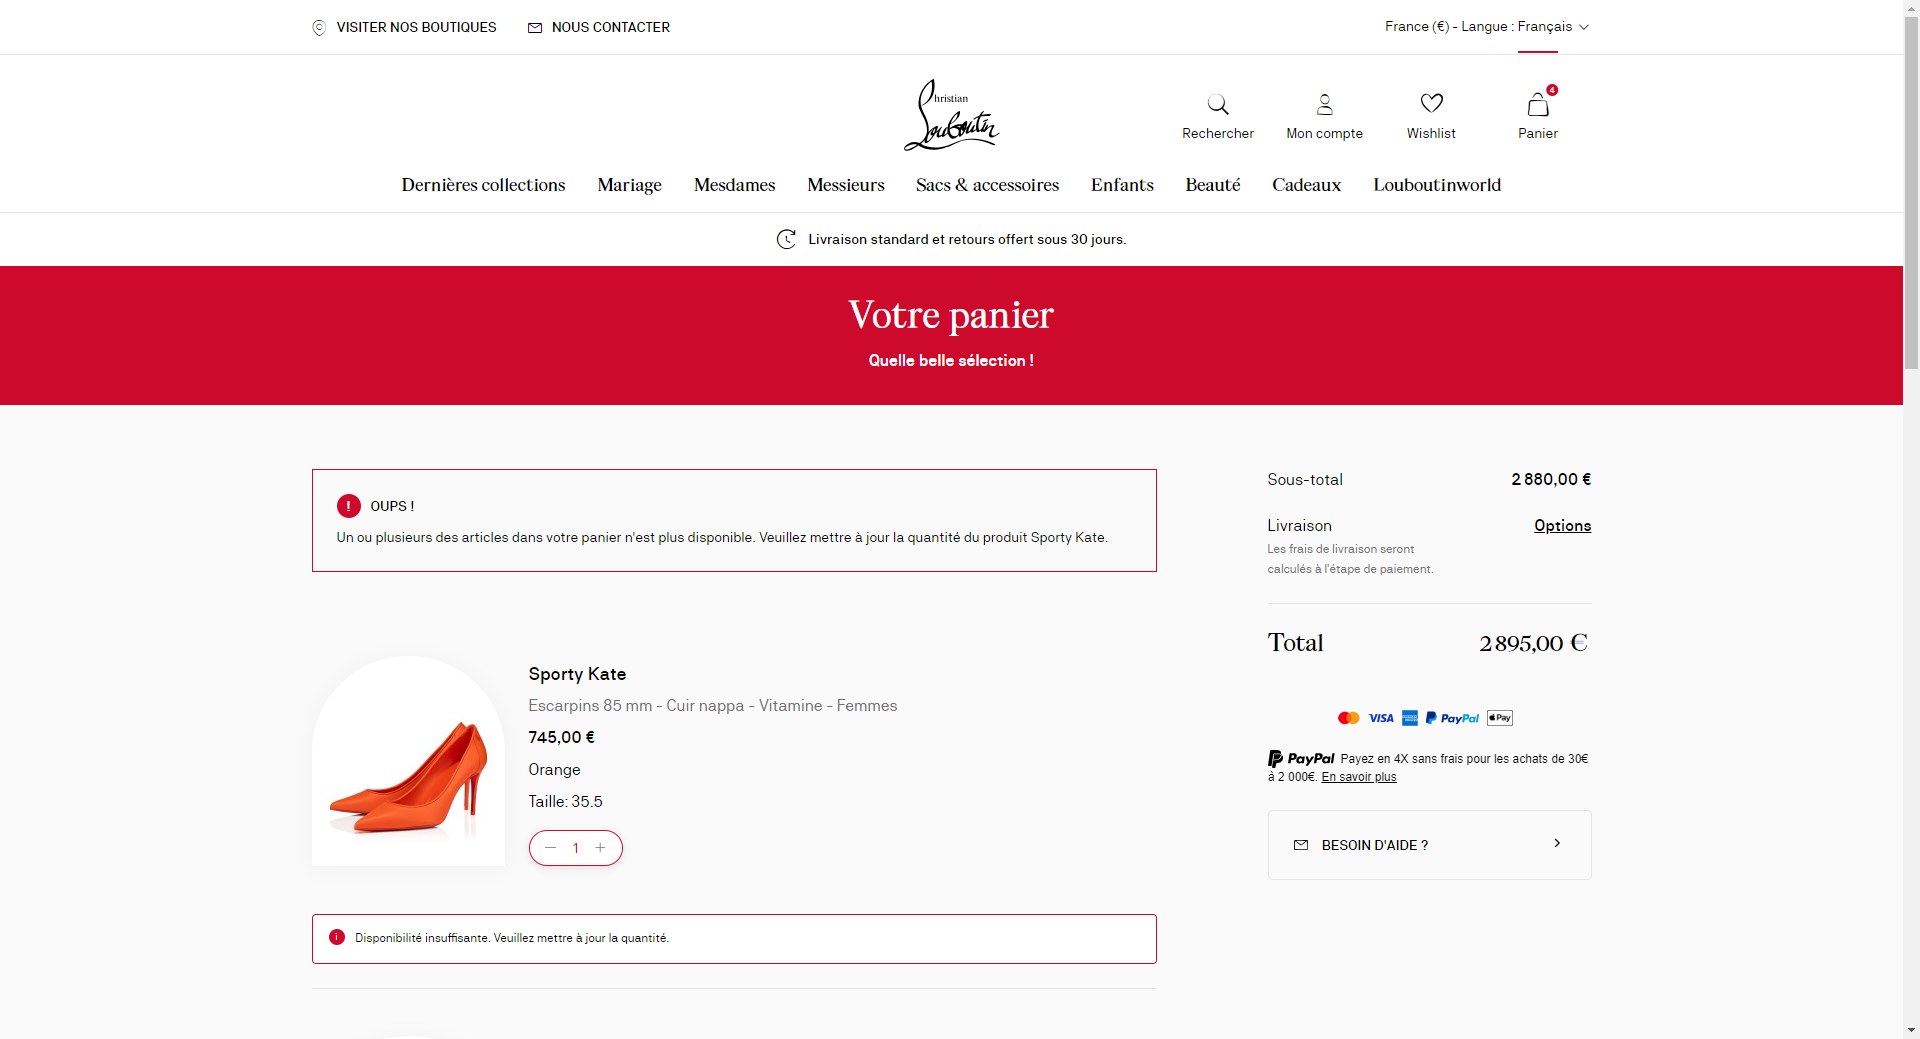 VISITER NOS BOUTIQUES
NOUS CONTACTER
France (€) - Langue : Français
Christian
Louboutin
Rechercher
Mon compte
Wishlist
4
Panier
Dernières collections
Mariage
Mesdames
Messieurs
Sacs & accessoires
Enfants
Beauté
Cadeaux
Louboutinworld
Livraison standard et retours offert sous 30 jours.
Votre panier
Quelle belle sélection !
! OUPS !
Un ou plusieurs des articles dans votre panier n'est plus disponible. Veuillez mettre à jour la quantité du produit Sporty Kate.
Sporty Kate
Escarpins 85 mm - Cuir nappa - Vitamine - Femmes
745,00 €
Orange
Taille: 35.5
— 1 +
i Disponibilité insuffisante. Veuillez mettre à jour la quantité.
Sous-total 2 880,00 €
Livraison Options
Les frais de livraison seront
calculés à l'étape de paiement.
Total 2 895,00 €
VISA PayPal Pay
PayPal Payez en 4X sans frais pour les achats de 30€
à 2 000€. En savoir plus
BESOIN D'AIDE ?